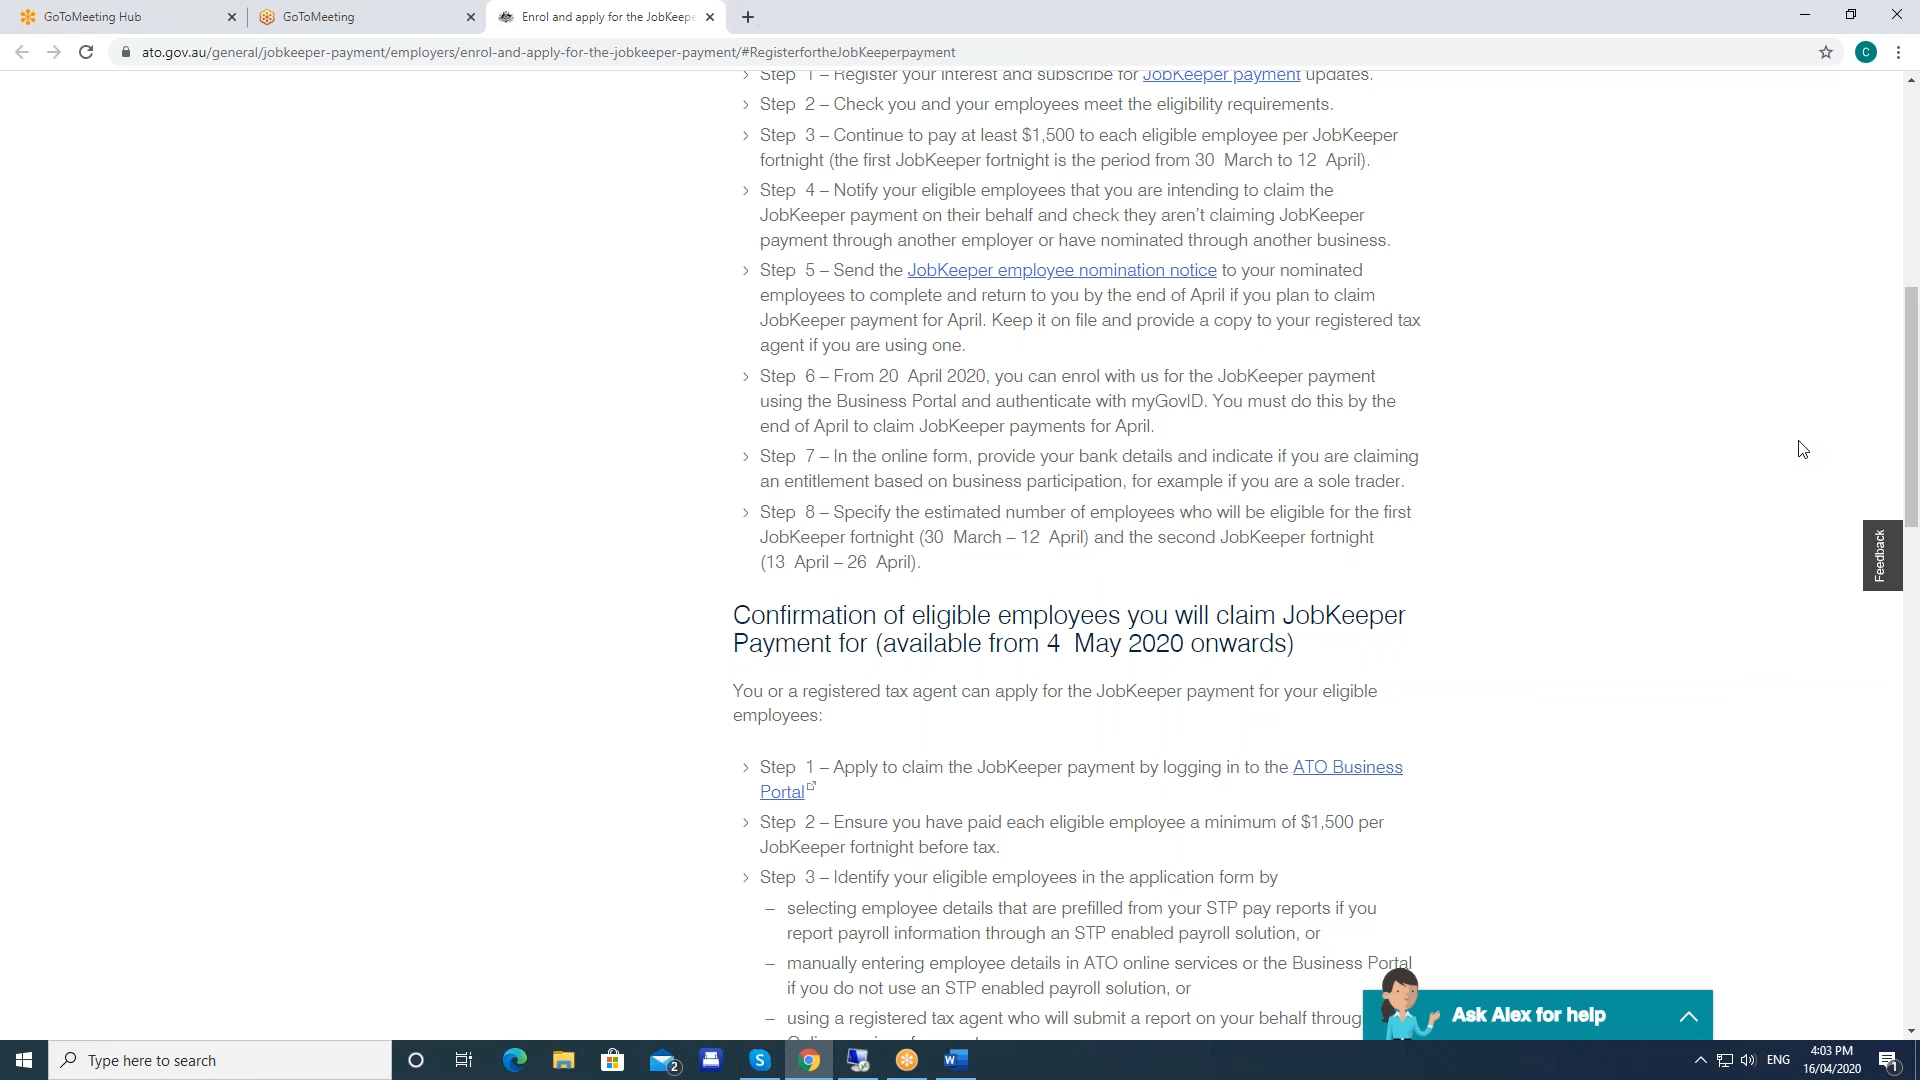 GoToMeeting Hub
GoToMeeting
Enrol and apply for the JobKeepe
ato.gov.au/general/jobkeeper-payment/employers/enrol-and-apply-for-the-jobkeeper-payment/#RegisterfortheJobKeeperpayment
C
> Step 1 – Register your interest and subscribe for JobKeeper payment updates.
> Step 2 – Check you and your employees meet the eligibility requirements.
> Step 3 – Continue to pay at least $1,500 to each eligible employee per JobKeeper
fortnight (the first JobKeeper fortnight is the period from 30 March to 12 April).
> Step 4 – Notify your eligible employees that you are intending to claim the
JobKeeper payment on their behalf and check they aren't claiming JobKeeper
payment through another employer or have nominated through another business.
> Step 5 – Send the JobKeeper employee nomination notice to your nominated
employees to complete and return to you by the end of April if you plan to claim
JobKeeper payment for April. Keep it on file and provide a copy to your registered tax
agent if you are using one.
> Step 6 – From 20 April 2020, you can enrol with us for the JobKeeper payment
using the Business Portal and authenticate with myGovID. You must do this by the
end of April to claim JobKeeper payments for April.
> Step 7 – In the online form, provide your bank details and indicate if you are claiming
an entitlement based on business participation, for example if you are a sole trader.
> Step 8 – Specify the estimated number of employees who will be eligible for the first
JobKeeper fortnight (30 March – 12 April) and the second JobKeeper fortnight
(13 April – 26 April).
Feedback
Confirmation of eligible employees you will claim JobKeeper
Payment for (available from 4 May 2020 onwards)
You or a registered tax agent can apply for the JobKeeper payment for your eligible
employees:
> Step 1 – Apply to claim the JobKeeper payment by logging in to the ATO Business
Portal
> Step 2 – Ensure you have paid each eligible employee a minimum of $1,500 per
JobKeeper fortnight before tax.
> Step 3 – Identify your eligible employees in the application form by
– selecting employee details that are prefilled from your STP pay reports if you
report payroll information through an STP enabled payroll solution, or
– manually entering employee details in ATO online services or the Business Portal
if you do not use an STP enabled payroll solution, or
– using a registered tax agent who will submit a report on your behalf throug
Ask Alex for help
Type here to search
2
S
W
ENG
4:03 PM
16/04/2020
1